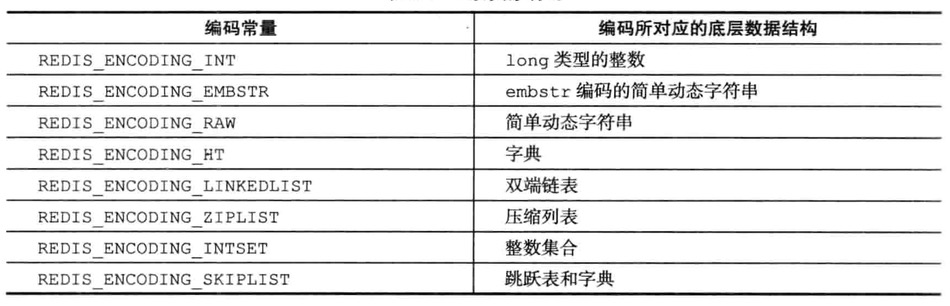 编码常量 编码所对应的底层数据结构
REDIS_ENCODING_INT long 类型的整数
REDIS_ENCODING_EMBSTR embstr 编码的简单动态字符串
REDIS_ENCODING_RAW 简单动态字符串
REDIS_ENCODING_HT 字典
REDIS_ENCODING_LINKEDLIST 双端链表
REDIS_ENCODING_ZIPLIST 压缩列表
REDIS_ENCODING_INTSET 整数集合
REDIS_ENCODING_SKIPLIST 跳跃表和字典